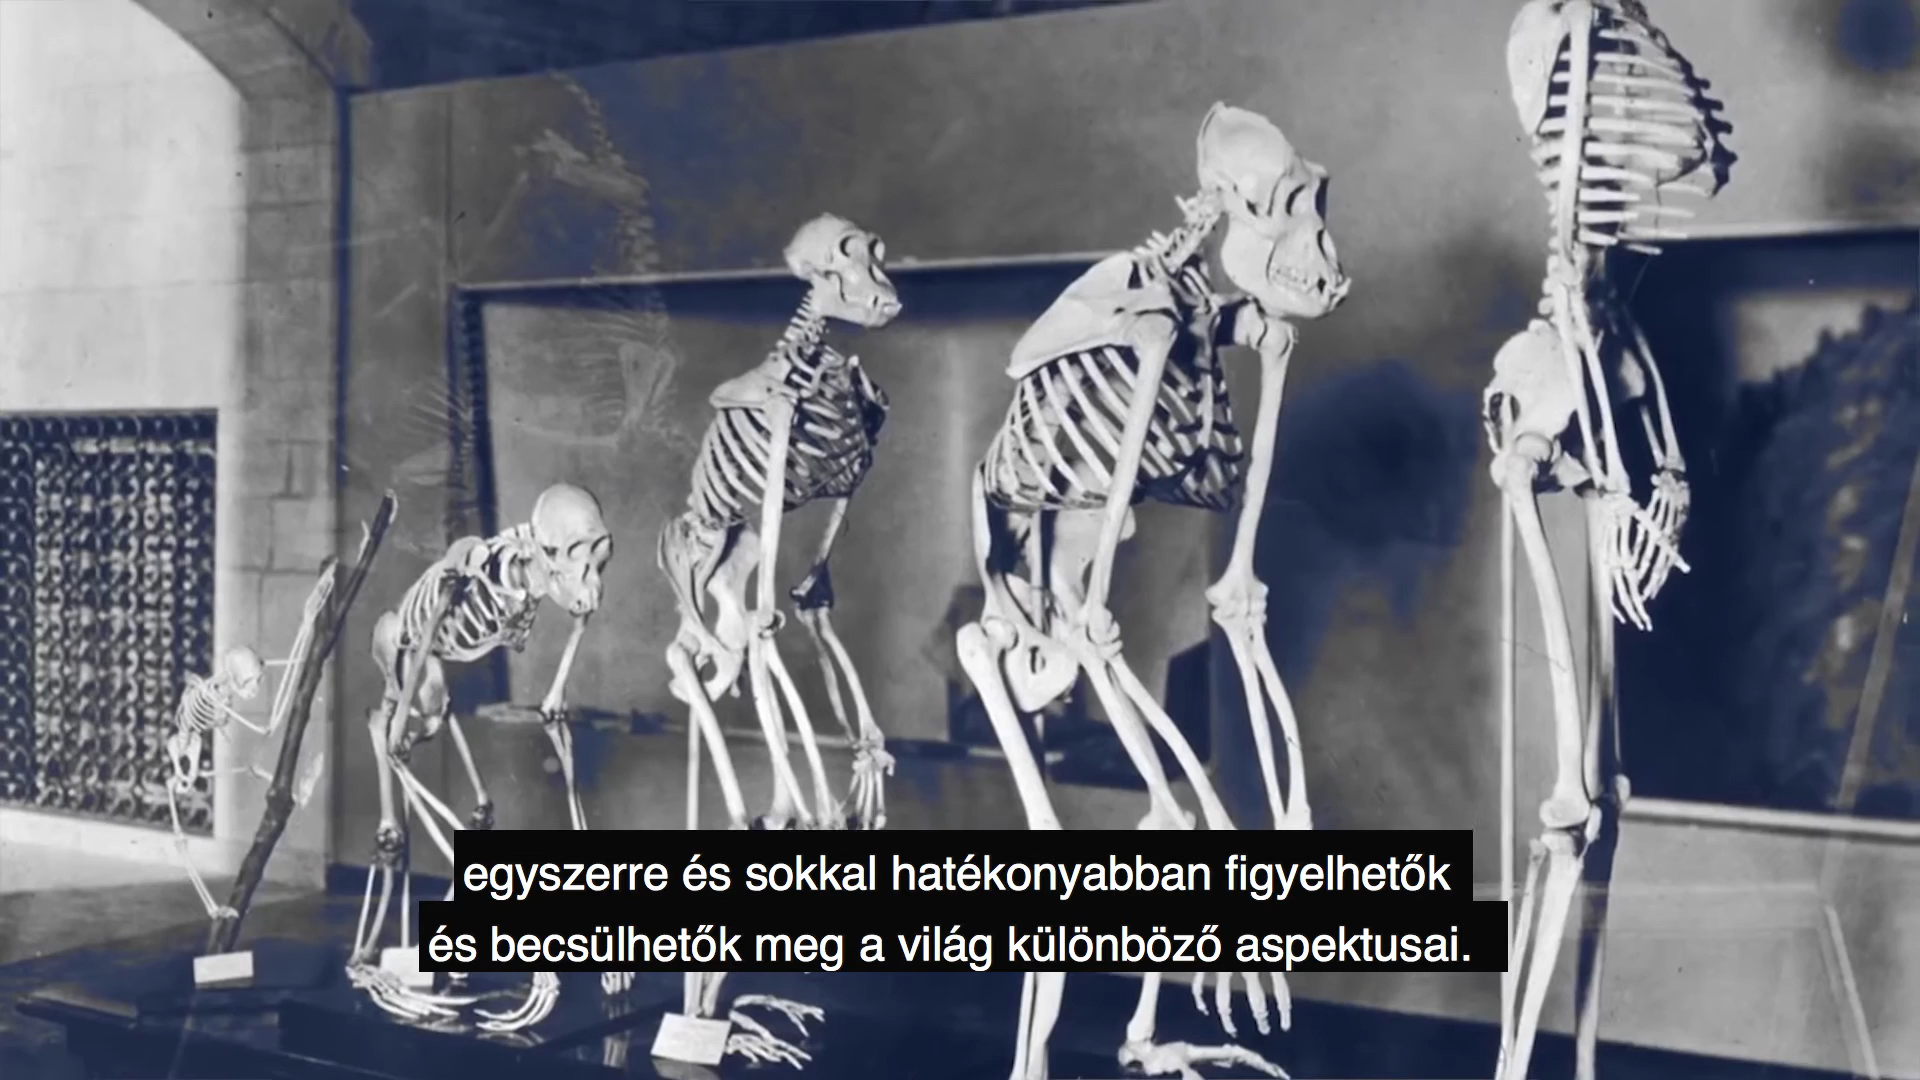 egyszerre és sokkal hatékonyabban figyelhetők
és becsülhetők meg a világ különböző aspektusai.